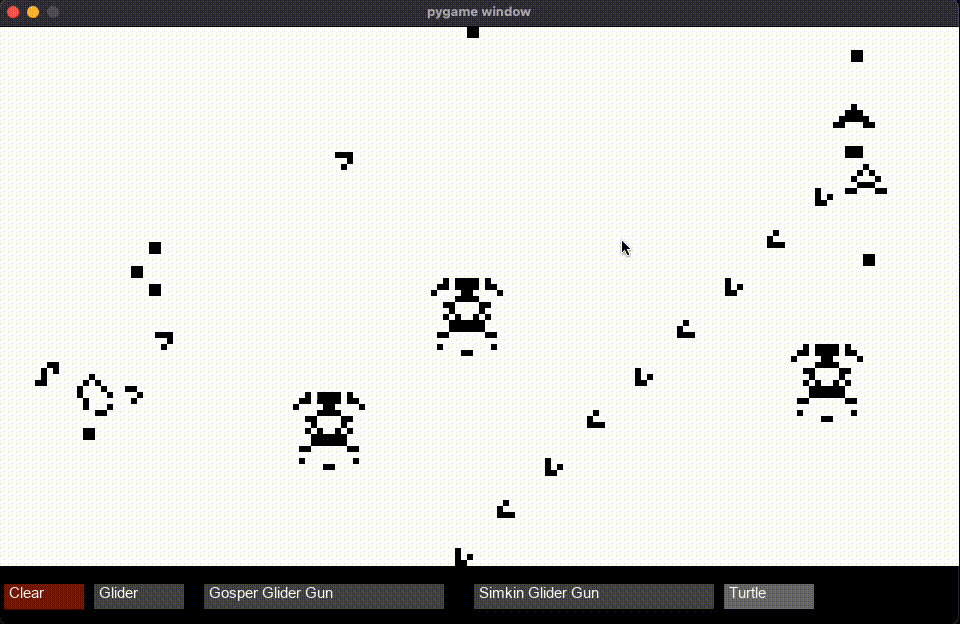 pygame window
Clear
Glider
Gosper Glider Gun
Simkin Glider Gun
Turtle